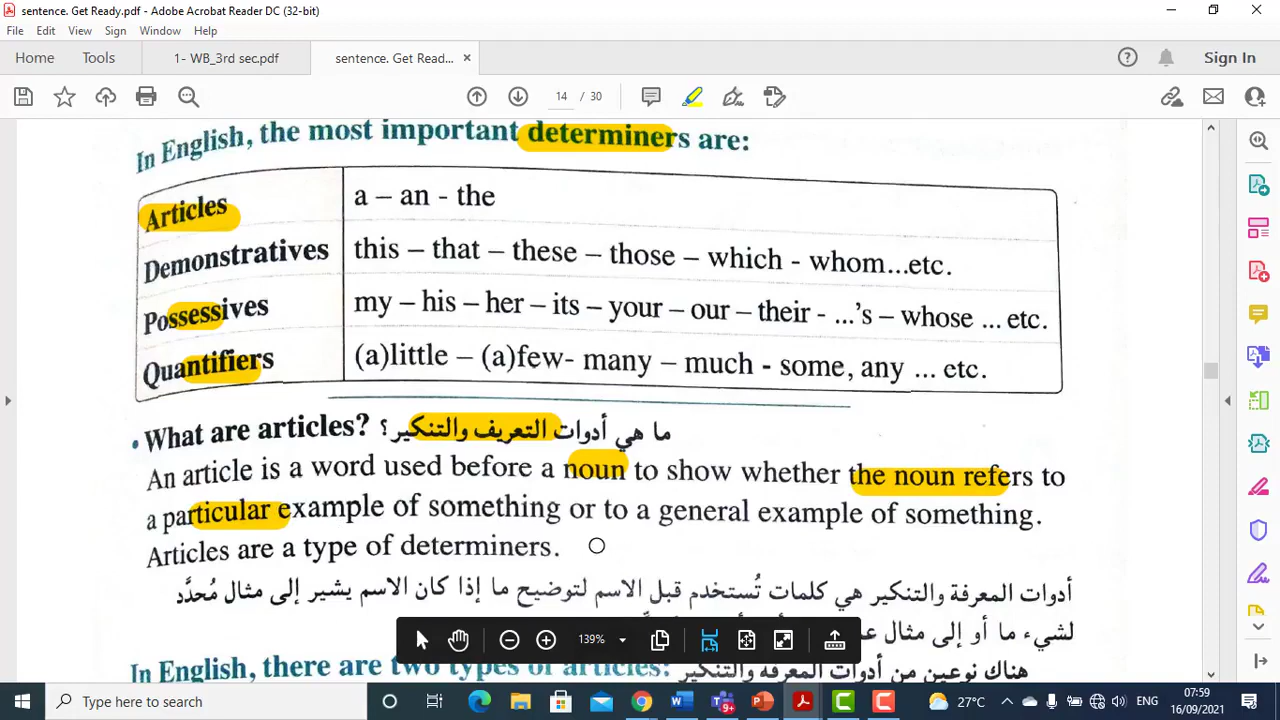 sentence. Get Ready.pdf - Adobe Acrobat Reader DC (32-bit)
File Edit View Sign Window Help
Home Tools 1- WB_3rd sec.pdf sentence. Get Read... × Sign In
14 / 30
In English, the most important determiners are:
Articles a – an - the
Demonstratives this – that – these – those – which - whom...etc.
Possessives my – his – her – its – your – our – their - ...'s – whose ... etc.
Quantifiers (a)little – (a)few- many – much - some, any ... etc.
• What are articles? ما هي أدوات التعريف والتنكير؟
An article is a word used before a noun to show whether the noun refers to
a particular example of something or to a general example of something.
Articles are a type of determiners.
أدوات المعرفة والتنكير هي كلمات تُستخدم قبل الاسم لتوضيح ما إذا كان الاسم يشير إلى مثال مُحدَّد
لشيء ما أو إلى مثال
139%
In English, there are two types of articles: هناك نوعين من أدوات المعرفة والتنكير
Type here to search 9+ 27°C ENG 07:59
16/09/2021